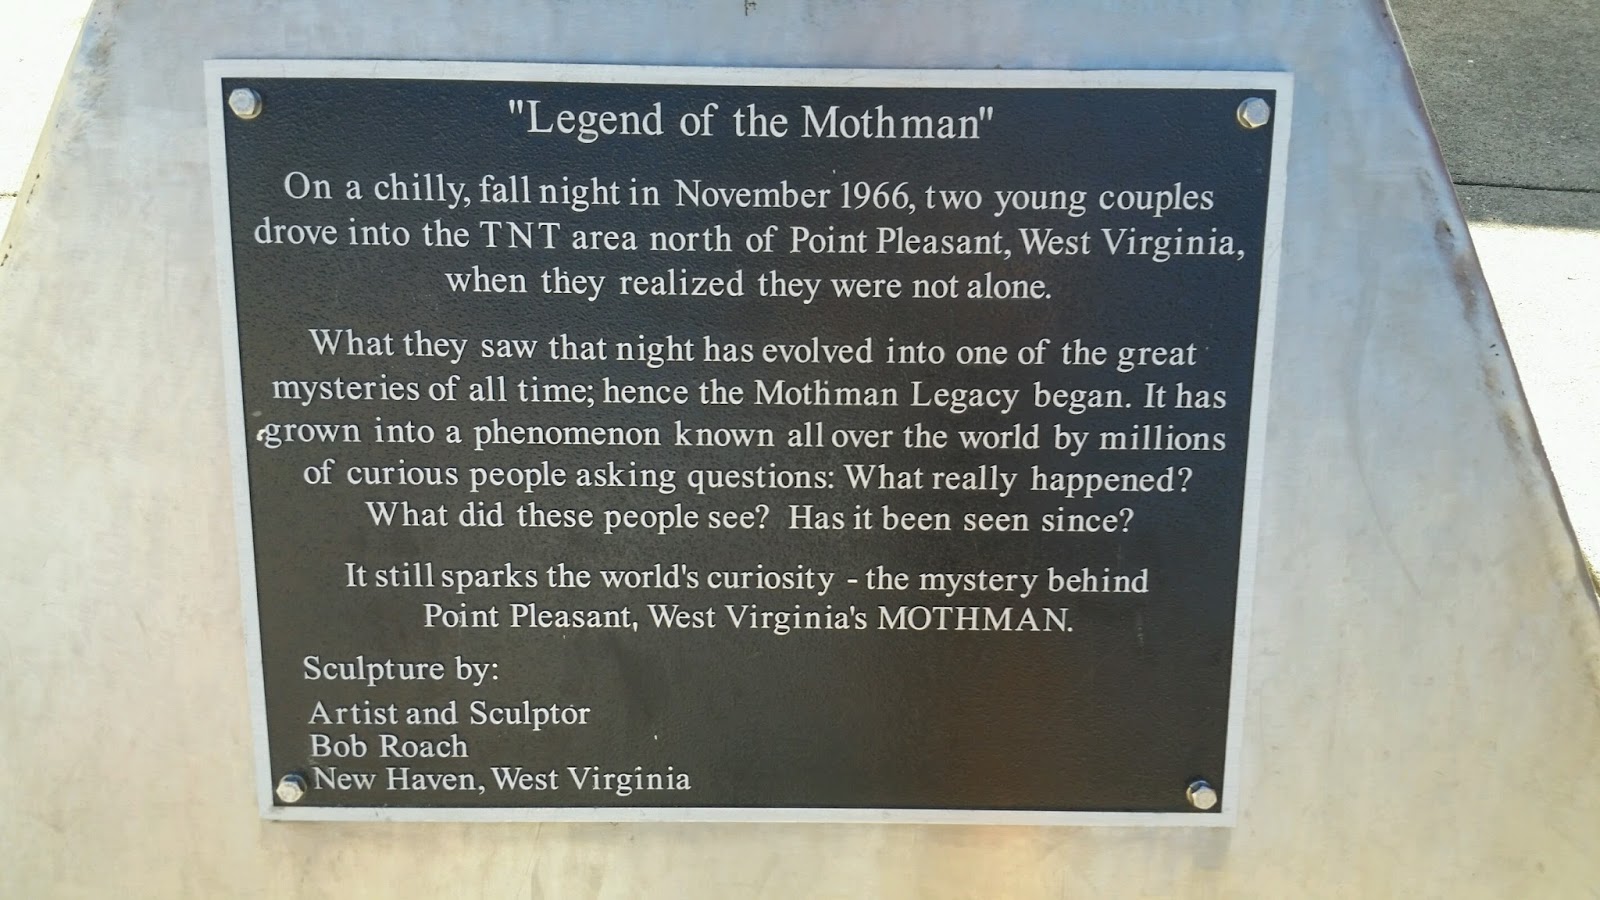 "Legend of the Mothman"
On a chilly, fall night in November 1966, two young couples
drove into the TNT area north of Point Pleasant, West Virginia,
when they realized they were not alone.
What they saw that night has evolved into one of the great
mysteries of all time; hence the Mothman Legacy began. It has
grown into a phenomenon known all over the world by millions
of curious people asking questions: What really happened?
What did these people see? Has it been seen since?
It still sparks the world's curiosity - the mystery behind
Point Pleasant, West Virginia's MOTHMAN.
Sculpture by:
Artist and Sculptor
Bob Roach
New Haven, West Virginia